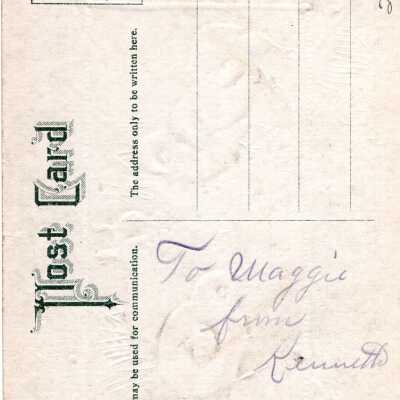 Post Card
The address only to be written here.
may be used for communication.
To Maggie
from
Kenneth